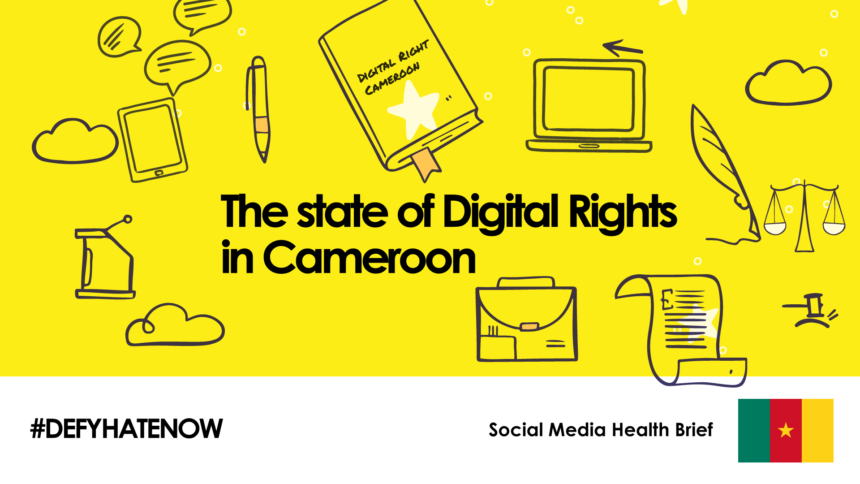 DIGITAL RIGHT
CAMEROON
The state of Digital Rights
in Cameroon
#DEFYHATENOW
Social Media Health Brief